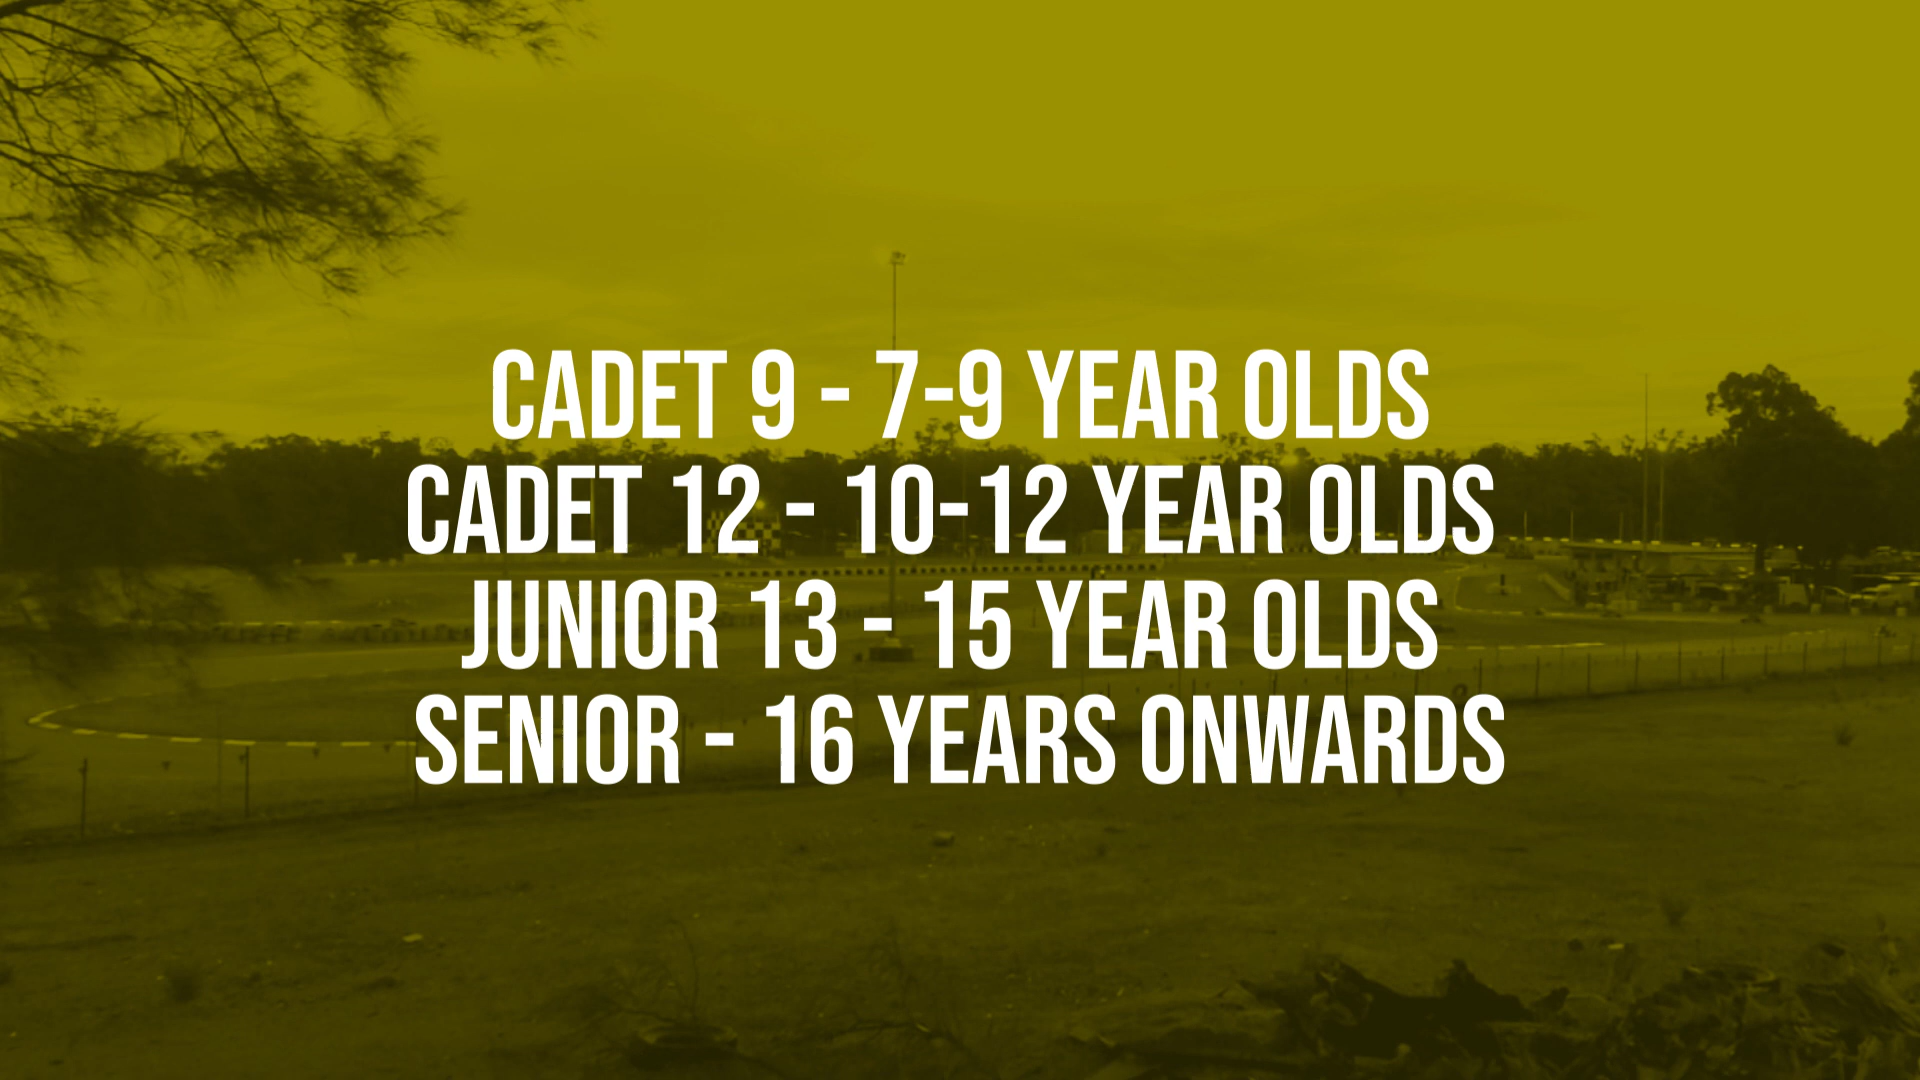 CADET 9 - 7-9 YEAR OLDS
CADET 12 - 10-12 YEAR OLDS
JUNIOR 13 - 15 YEAR OLDS
SENIOR - 16 YEARS ONWARDS